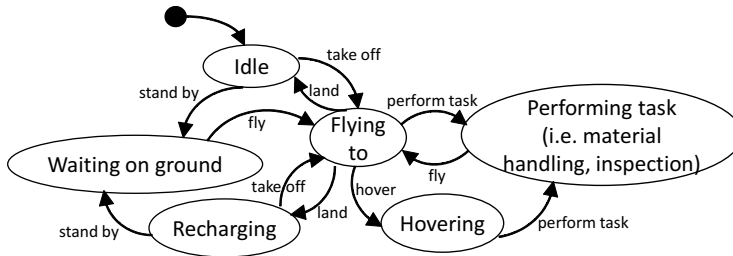 take off
Idle
land
stand by
perform task
Performing task
(i.e. material
handling, inspection)
fly
Flying
to
fly
Waiting on ground
take off
hover
land
Recharging
Hovering
stand by
perform task